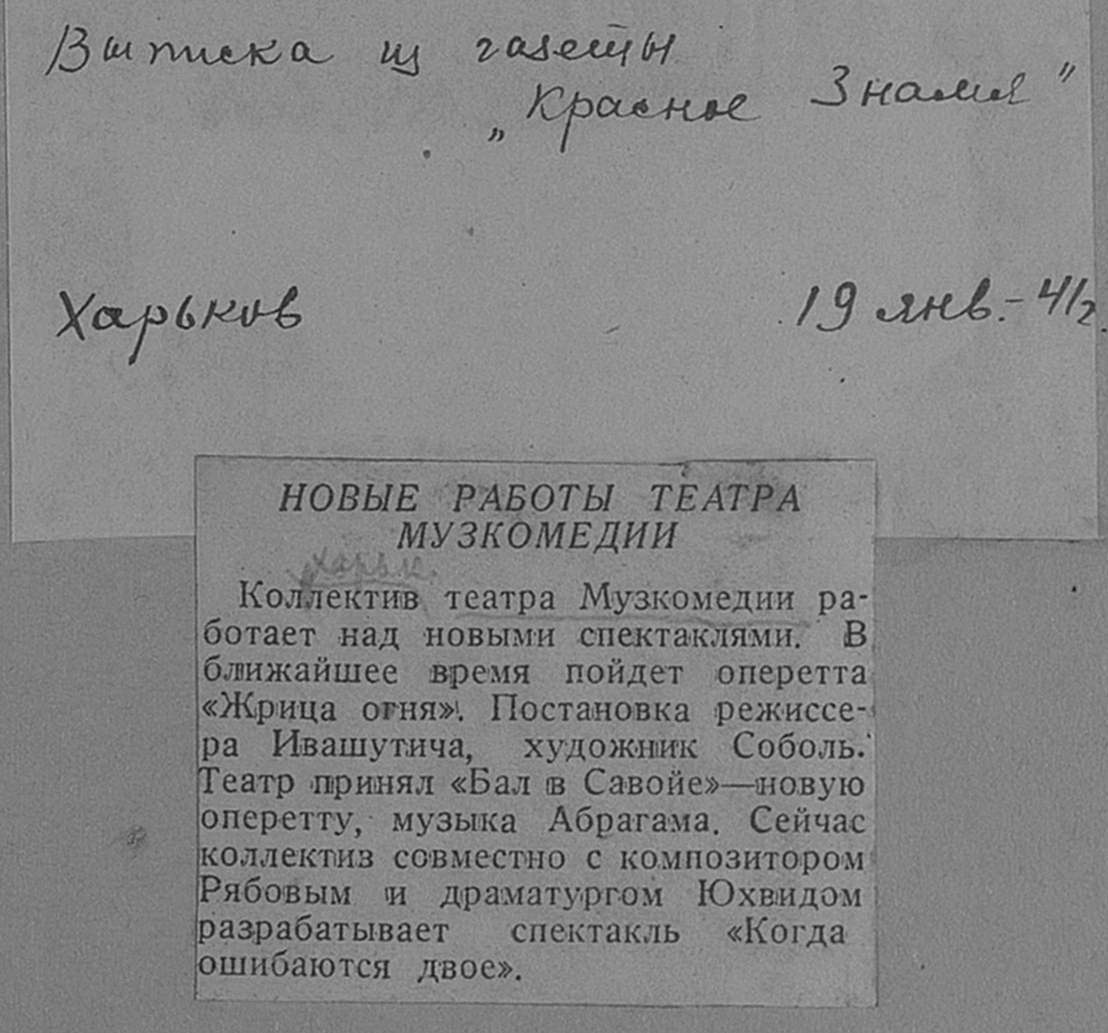 Выписка из газеты
„Красное Знамя"
Харьков 19 янв. - 41/2.
НОВЫЕ РАБОТЫ ТЕАТРА
МУЗКОМЕДИИ
Харьк.
Коллектив театра Музкомедии ра-
ботает над новыми спектаклями. В
ближайшее время пойдет оперетта
«Жрица огня». Постановка режиссе-
ра Ивашутича, художник Соболь.
Театр принял «Бал в Савойе»—новую
оперетту, музыка Абрагама. Сейчас
коллектив совместно с композитором
Рябовым и драматургом Юхвидом
разрабатывает спектакль «Когда
ошибаются двое».